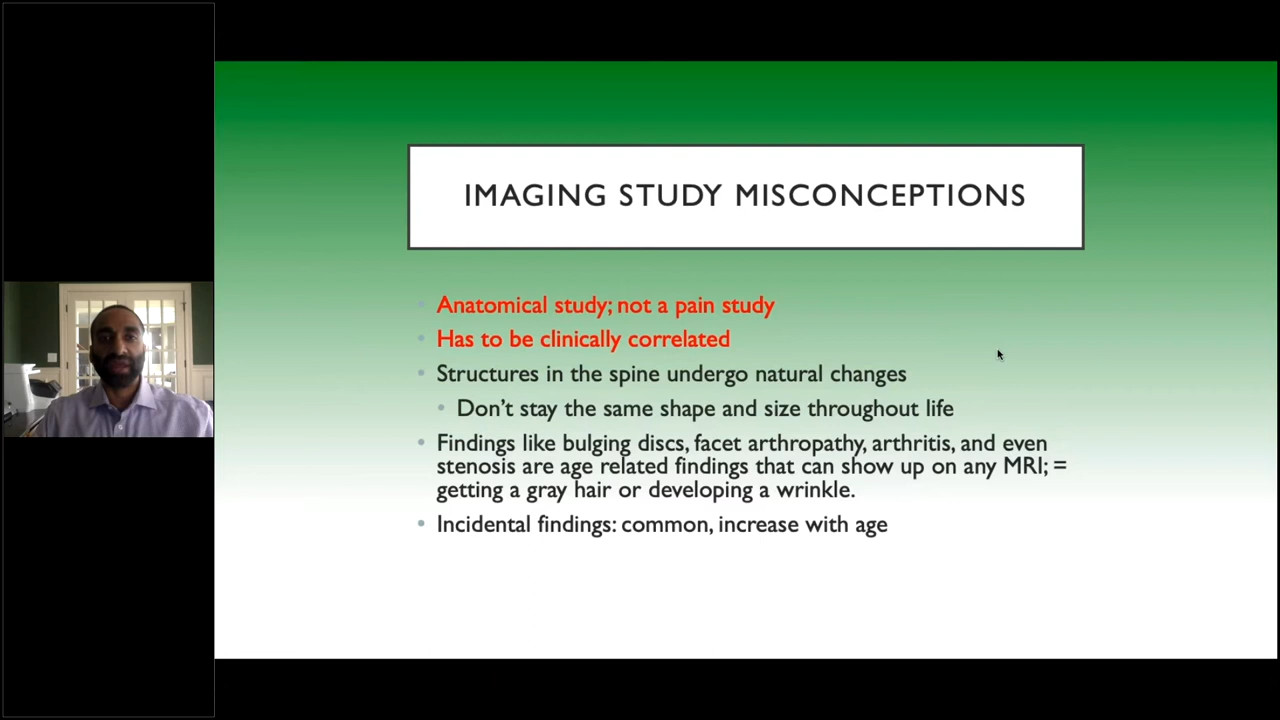 IMAGING STUDY MISCONCEPTIONS
Anatomical study; not a pain study
Has to be clinically correlated
Structures in the spine undergo natural changes
Don't stay the same shape and size throughout life
Findings like bulging discs, facet arthropathy, arthritis, and even
stenosis are age related findings that can show up on any MRI; =
getting a gray hair or developing a wrinkle.
Incidental findings: common, increase with age